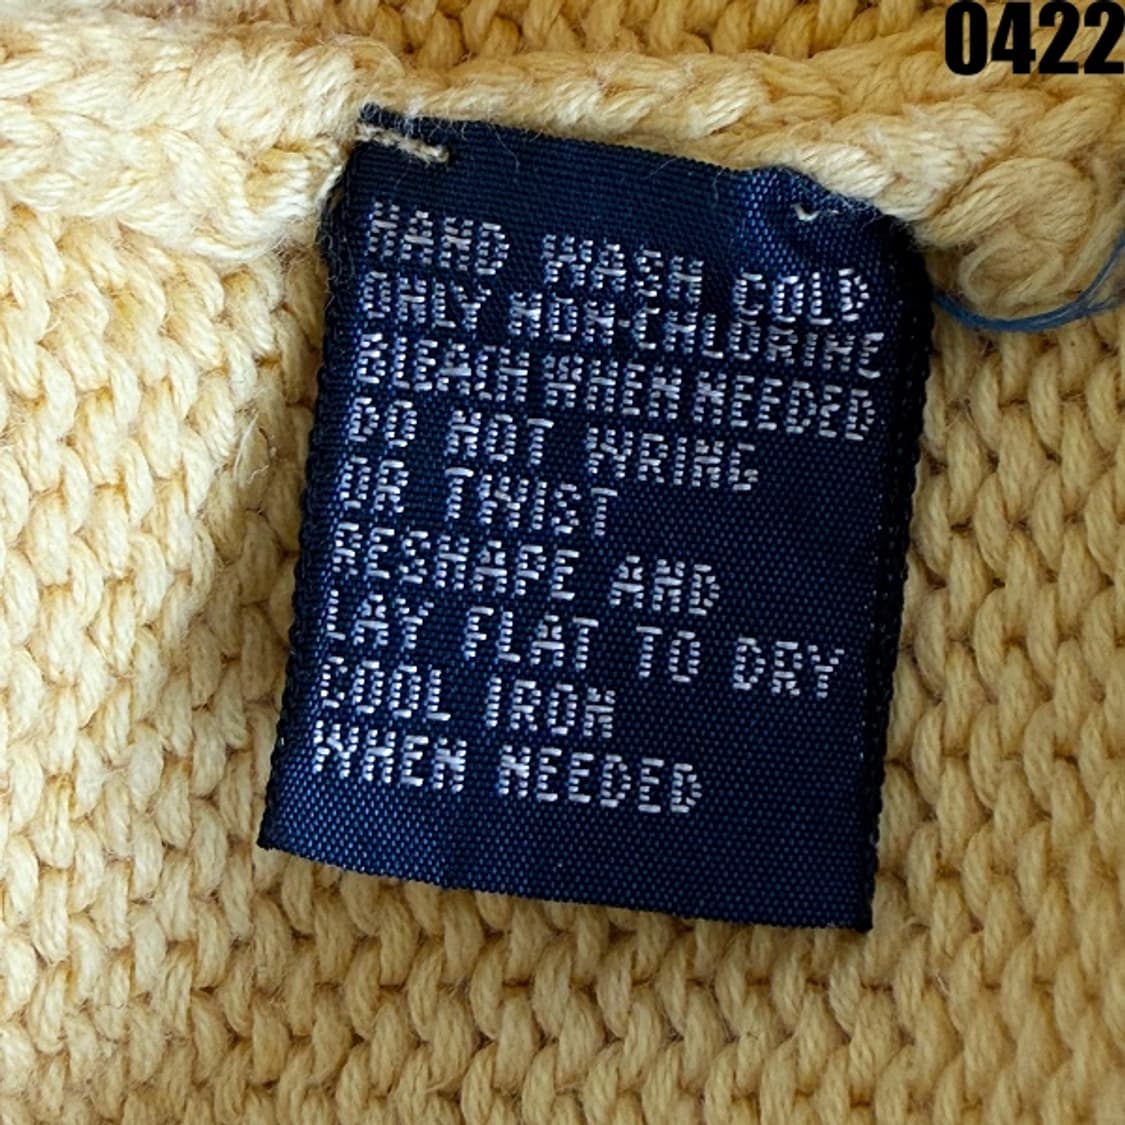 0422
HAND WASH COLD
ONLY NON-CHLORINE
BLEACH WHEN NEEDED
DO NOT WRING
OR TWIST
RESHAPE AND
LAY FLAT TO DRY
COOL IRON
WHEN NEEDED